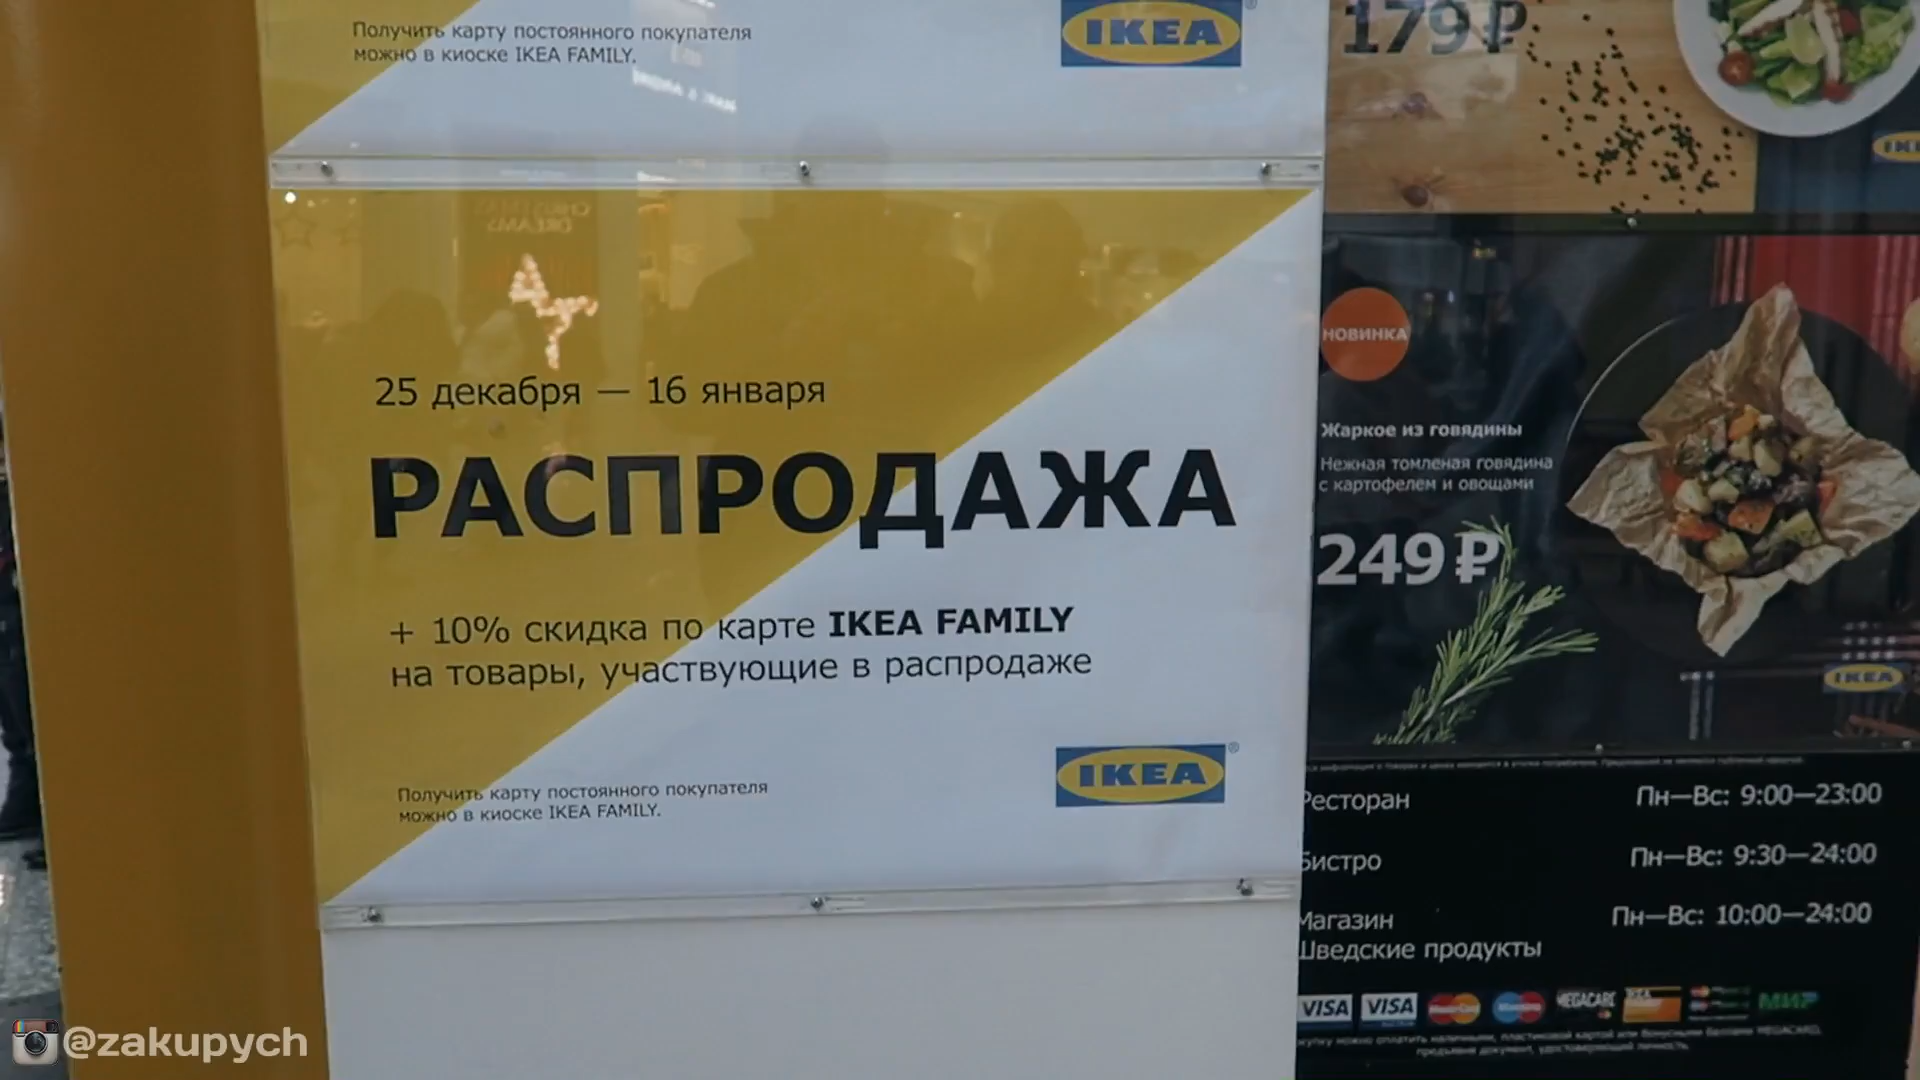 Получить карту постоянного покупателя
можно в киоске IKEA FAMILY.
IKEA
25 декабря — 16 января
РАСПРОДАЖА
+ 10% скидка по карте IKEA FAMILY
на товары, участвующие в распродаже
Получить карту постоянного покупателя
можно в киоске IKEA FAMILY.
IKEA
179 ₽
НОВИНКА
Жаркое из говядины
Нежная томленая говядина
с картофелем и овощами
249 ₽
IKEA
Ресторан Пн—Вс: 9:00—23:00
Бистро Пн—Вс: 9:30—24:00
Магазин Пн—Вс: 10:00—24:00
Шведские продукты
VISA VISA MasterCard MEGACARD МИР
@zakupych